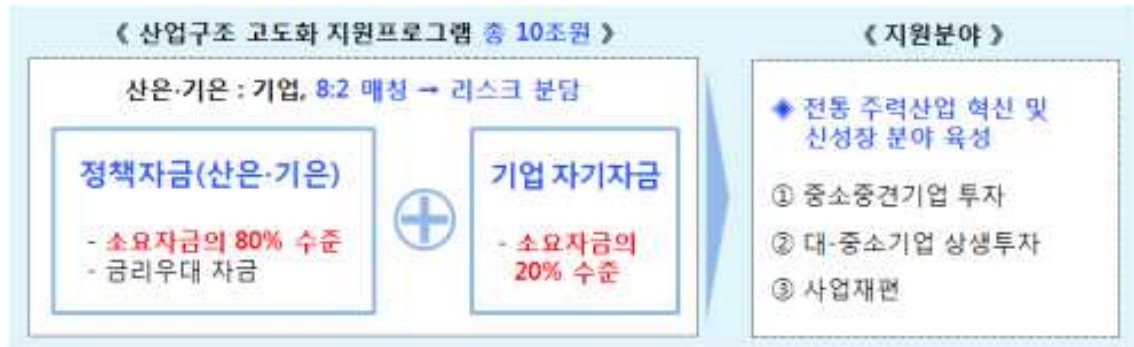 《 산업구조 고도화 지원프로그램 총 10조원 》
산은·기은 : 기업, 8:2 매칭 → 리스크 분담
정책자금(산은·기은)
- 소요자금의 80% 수준
- 금리우대 자금
기업 자기자금
- 소요자금의
20% 수준
《 지원분야 》
◈ 전통 주력산업 혁신 및
신성장 분야 육성
① 중소중견기업 투자
② 대-중소기업 상생투자
③ 사업재편